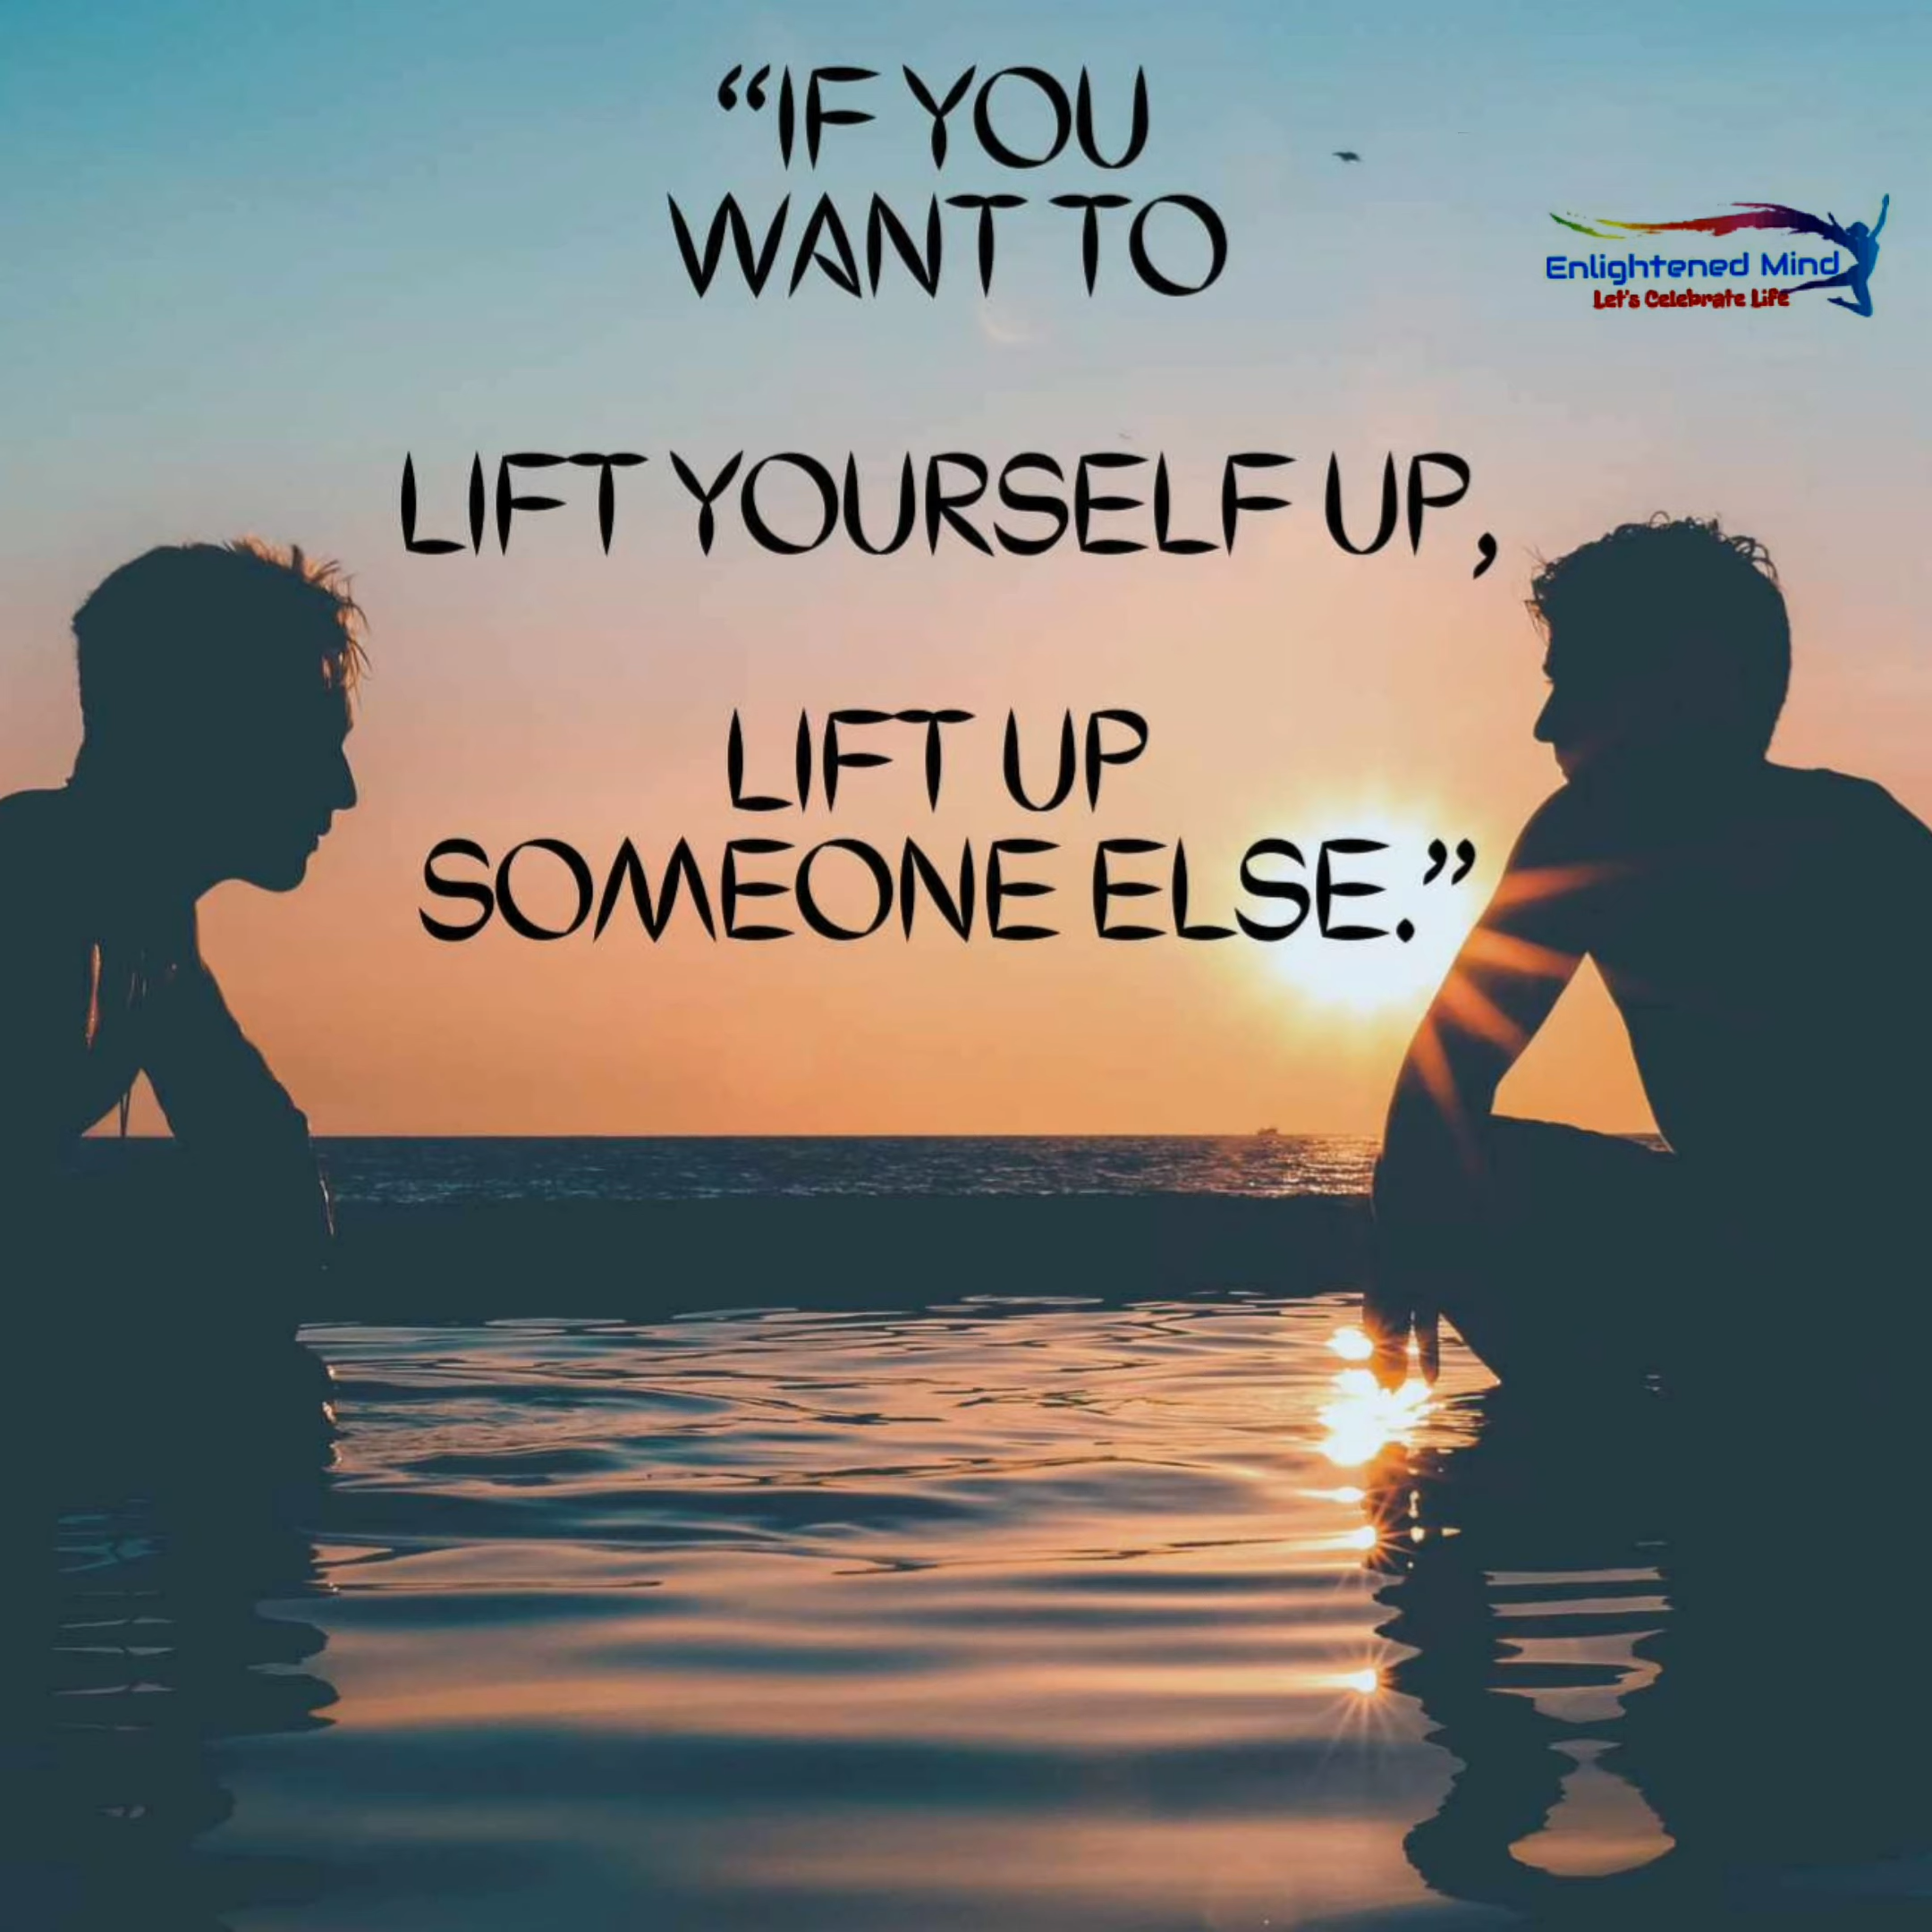 “IF YOU
WANT TO
Enlightened Mind
Let's Celebrate Life
LIFT YOURSELF UP,
LIFT UP
SOMEONE ELSE.”